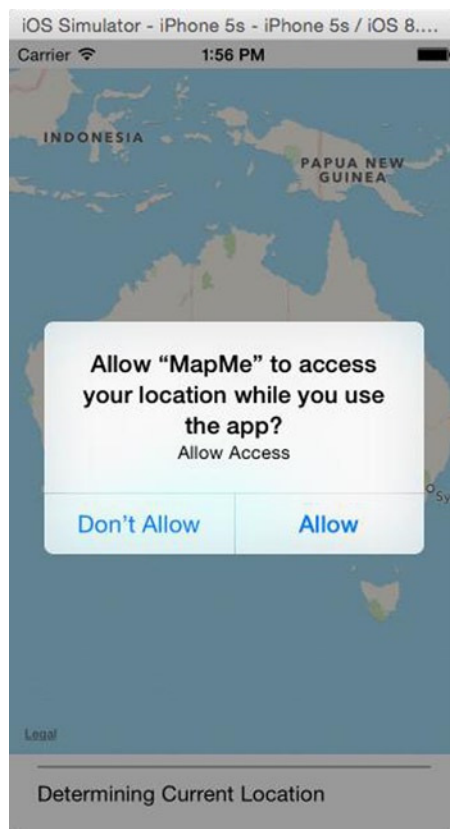 iOS Simulator - iPhone 5s - iPhone 5s / iOS 8....
Carrier 1:56 PM
INDONESIA
PAPUA NEW
GUINEA
Allow “MapMe” to access
your location while you use
the app?
Allow Access
Sy
Don’t Allow Allow
Legal
Determining Current Location